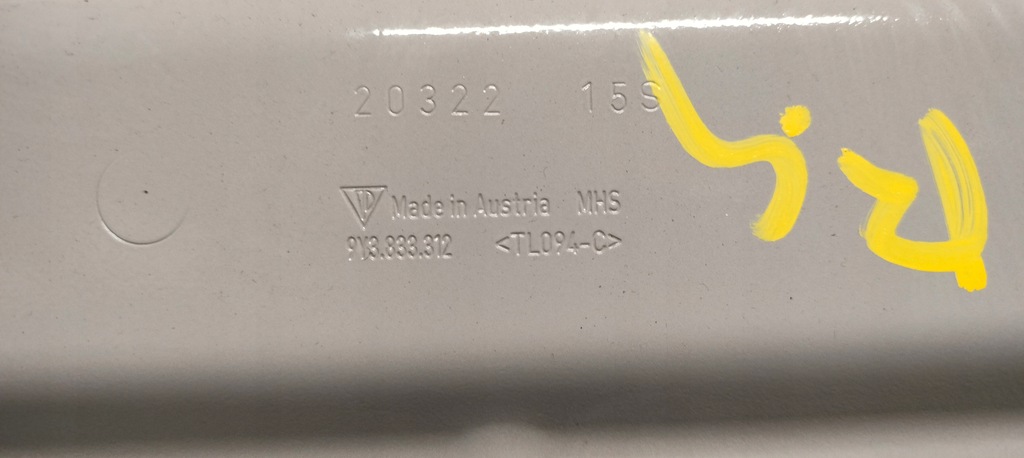 20322 15S
Made in Austria MHS
9Y3.833.312 <TL094-C>